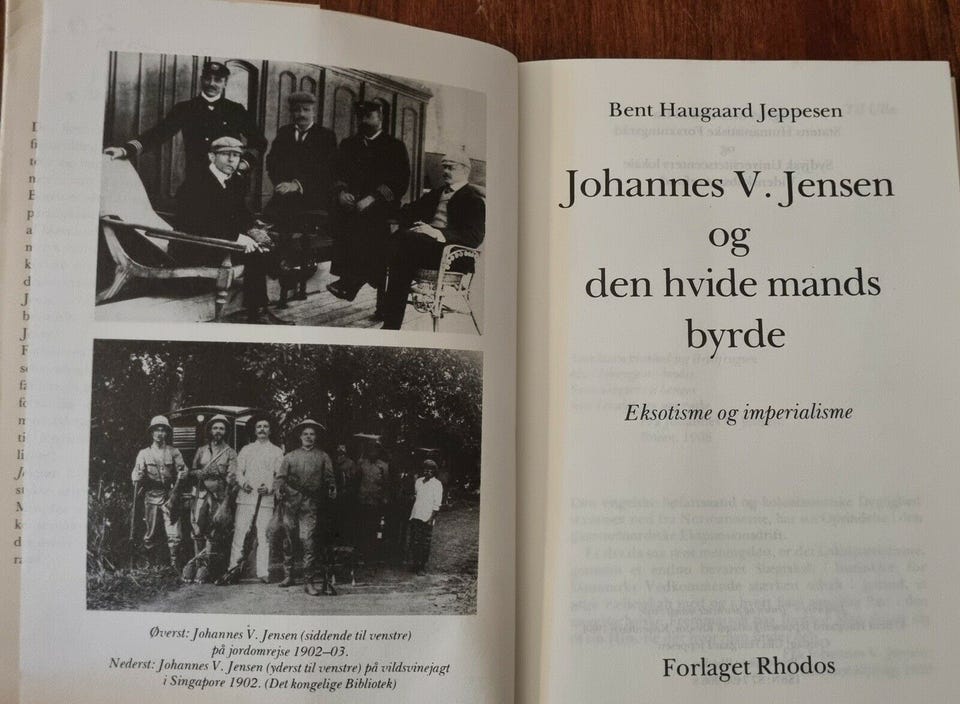 Øverst: Johannes V. Jensen (siddende til venstre)
på jordomrejse 1902–03.
Nederst: Johannes V. Jensen (yderst til venstre) på vildsvinejagt
i Singapore 1902. (Det kongelige Bibliotek)
Bent Haugaard Jeppesen
Johannes V. Jensen
og
den hvide mands
byrde
Eksotisme og imperialisme
Forlaget Rhodos